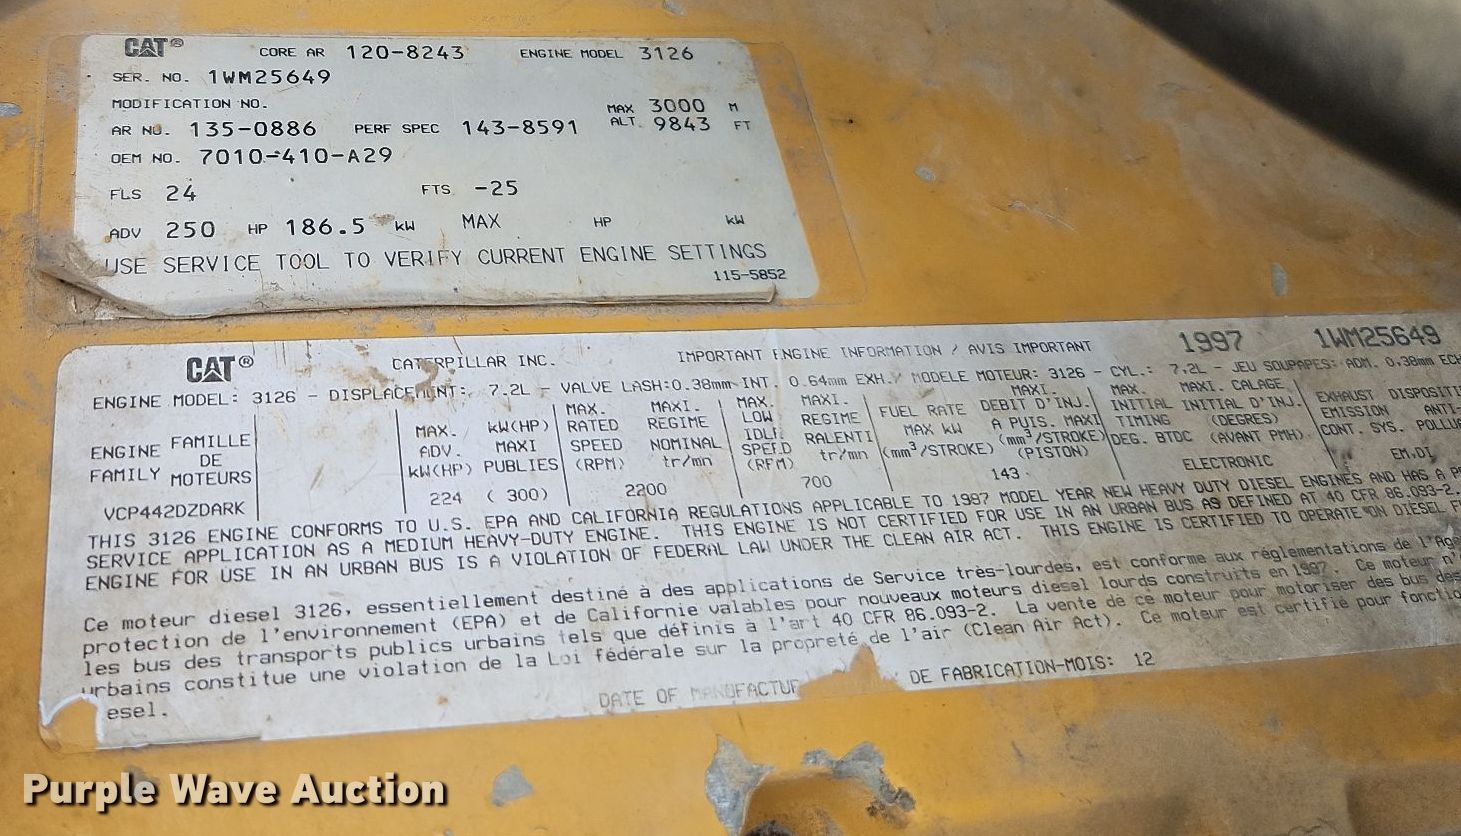 CAT® CORE AR 120-8243 ENGINE MODEL 3126
SER. NO. 1WM25649
MODIFICATION NO.
AR NO. 135-0886 PERF SPEC 143-8591 MAX ALT. 3000 M 9843 FT
OEM NO. 7010-410-A29
FLS 24 FTS -25
ADV 250 HP 186.5 kW MAX HP kW
USE SERVICE TOOL TO VERIFY CURRENT ENGINE SETTINGS
115-5852
CAT® CATERPILLAR INC. IMPORTANT ENGINE INFORMATION / AVIS IMPORTANT 1997 1WM25649
ENGINE MODEL: 3126 - DISPLACEMENT: 7.2L - VALVE LASH:0.38mm INT. 0.64mm EXH./ MODELE MOTEUR: 3126 - CYL.: 7.2L - JEU SOUPAPES: ADM. 0.38mm ECH
ENGINE FAMILY
FAMILLE DE MOTEURS
VCP442DZDARK
MAX. ADV. kW(HP)
kW(HP) MAXI PUBLIES
224 (300)
MAX. RATED SPEED (RPM)
MAXI. REGIME NOMINAL tr/mn
2200
MAX. LOW IDLE SPEED (RPM)
MAXI. REGIME RALENTI tr/mn
700
FUEL RATE MAX kW (mm³/STROKE)
MAXI. DEBIT D'INJ. A PUIS. MAXI (mm³/STROKE) (PISTON)
143
MAX. INITIAL TIMING DEG. BTDC
MAXI. CALAGE INITIAL D'INJ. (DEGRES) (AVANT PMH)
ELECTRONIC
EXHAUST EMISSION CONT. SYS.
DISPOSITI
ANTI-
POLLU
EM,DI
THIS 3126 ENGINE CONFORMS TO U.S. EPA AND CALIFORNIA REGULATIONS APPLICABLE TO 1997 MODEL YEAR NEW HEAVY DUTY DIESEL ENGINES AND HAS A P
SERVICE APPLICATION AS A MEDIUM HEAVY-DUTY ENGINE. THIS ENGINE IS NOT CERTIFIED FOR USE IN AN URBAN BUS AS DEFINED AT 40 CFR 86.093-2.
ENGINE FOR USE IN AN URBAN BUS IS A VIOLATION OF FEDERAL LAW UNDER THE CLEAN AIR ACT. THIS ENGINE IS CERTIFIED TO OPERATE ON DIESEL F
Ce moteur diesel 3126, essentiellement destiné à des applications de Service très-lourdes, est conforme aux règlementations de l'Age
protection de l'environnement (EPA) et de Californie valables pour nouveaux moteurs diesel lourds construits en 1997. Ce moteur n'
les bus des transports publics urbains tels que définis à l'art 40 CFR 86.093-2. La vente de ce moteur pour motoriser des bus des
urbains constitue une violation de la Loi fédérale sur la propreté de l'air (Clean Air Act). Ce moteur est certifié pour fonctio
esel.
DATE OF MANUFACTUR DE FABRICATION-MOIS: 12
Purple Wave Auction